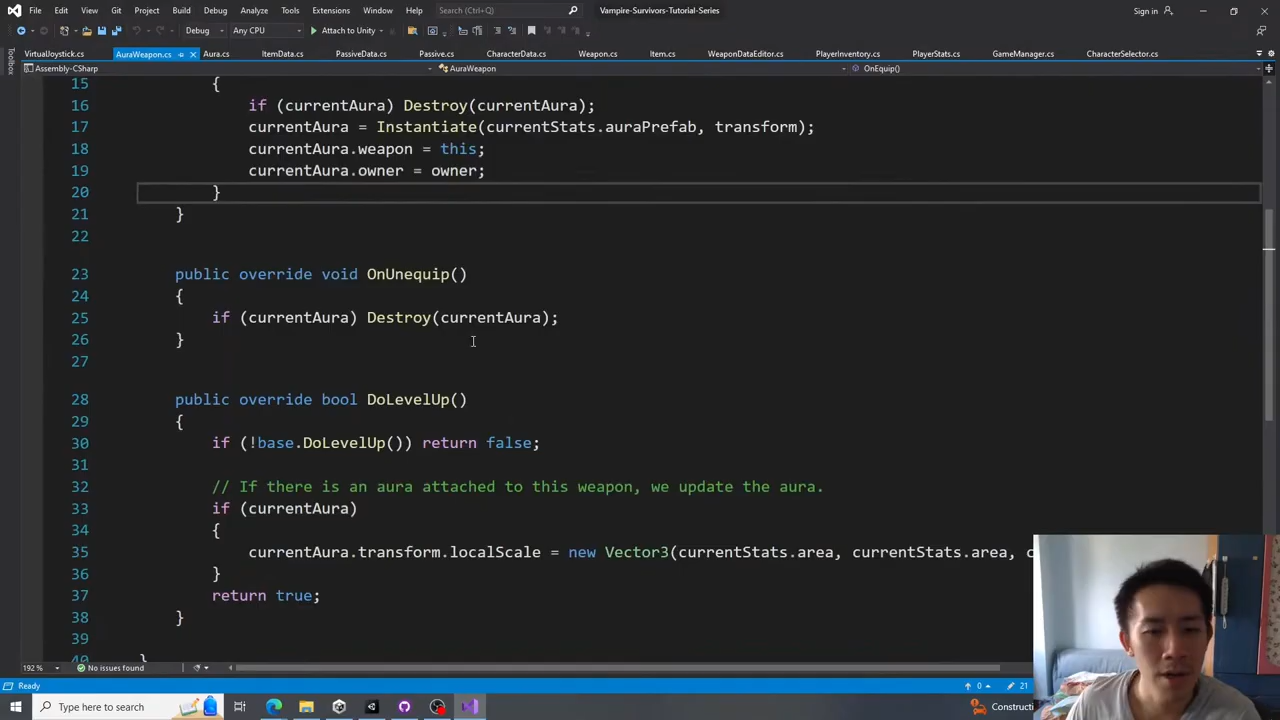 File Edit View Git Project Build Debug Analyze Tools Extensions Window Help Search (Ctrl+Q) Vampire-Survivors-Tutorial-Series Sign in
Debug Any CPU Attach to Unity
VirtualJoystick.cs AuraWeapon.cs Aura.cs ItemData.cs PassiveData.cs Passive.cs CharacterData.cs Weapon.cs Item.cs WeaponDataEditor.cs PlayerInventory.cs PlayerStats.cs GameManager.cs CharacterSelector.cs
Toolbox
Assembly-CSharp AuraWeapon OnEquip()
15 {
16 if (currentAura) Destroy(currentAura);
17 currentAura = Instantiate(currentStats.auraPrefab, transform);
18 currentAura.weapon = this;
19 currentAura.owner = owner;
20 }
21 }
22
23 public override void OnUnequip()
24 {
25 if (currentAura) Destroy(currentAura);
26 }
27
28 public override bool DoLevelUp()
29 {
30 if (!base.DoLevelUp()) return false;
31
32 // If there is an aura attached to this weapon, we update the aura.
33 if (currentAura)
34 {
35 currentAura.transform.localScale = new Vector3(currentStats.area, currentStats.area, c
36 }
37 return true;
38 }
39
40 }
192 % No issues found
Ready 0 21
Type here to search Constructi